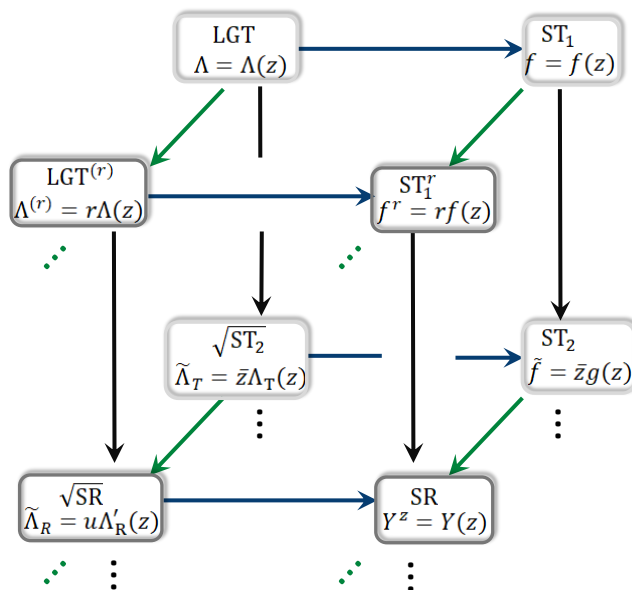 LGT
Λ = Λ(z)
ST₁
f = f(z)
LGT⁽ʳ⁾
Λ⁽ʳ⁾ = rΛ(z)
ST₁ʳ
fʳ = rf(z)
√ST₂
Λ̃_T = z̄Λ_T(z)
ST₂
f̃ = z̄g(z)
√SR
Λ̃_R = uΛ′_R(z)
SR
Yᶻ = Y(z)